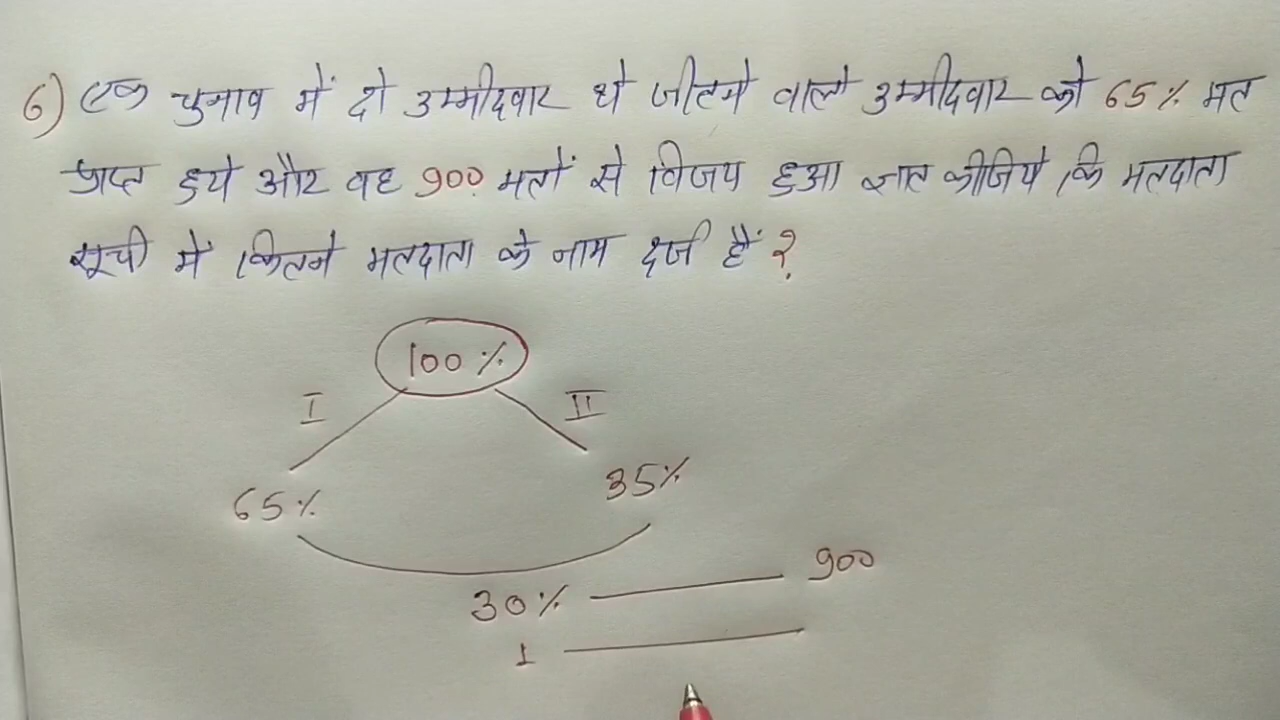 6) एक चुनाव में दो उम्मीदवार थे जीतने वाले उम्मीदवार को 65% मत
प्राप्त हुये और वह 900 मतों से विजय हुआ ज्ञात कीजिये कि मतदाता
सूची में कितने मतदाता के नाम दर्ज हैं ?
100%
I II
65% 35%
30% 900
1